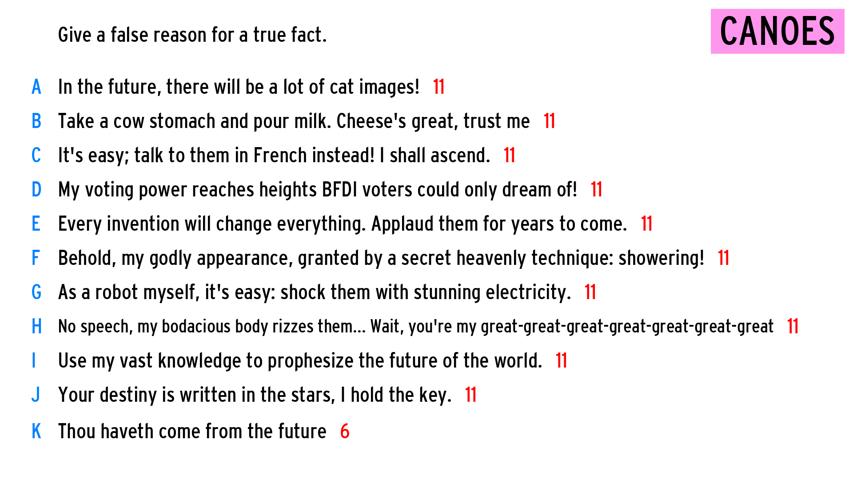 Give a false reason for a true fact.
CANOES
A In the future, there will be a lot of cat images! 11
B Take a cow stomach and pour milk. Cheese's great, trust me 11
C It's easy; talk to them in French instead! I shall ascend. 11
D My voting power reaches heights BFDI voters could only dream of! 11
E Every invention will change everything. Applaud them for years to come. 11
F Behold, my godly appearance, granted by a secret heavenly technique: showering! 11
G As a robot myself, it's easy: shock them with stunning electricity. 11
H No speech, my bodacious body rizzes them... Wait, you're my great-great-great-great-great-great-great 11
I Use my vast knowledge to prophesize the future of the world. 11
J Your destiny is written in the stars, I hold the key. 11
K Thou haveth come from the future 6